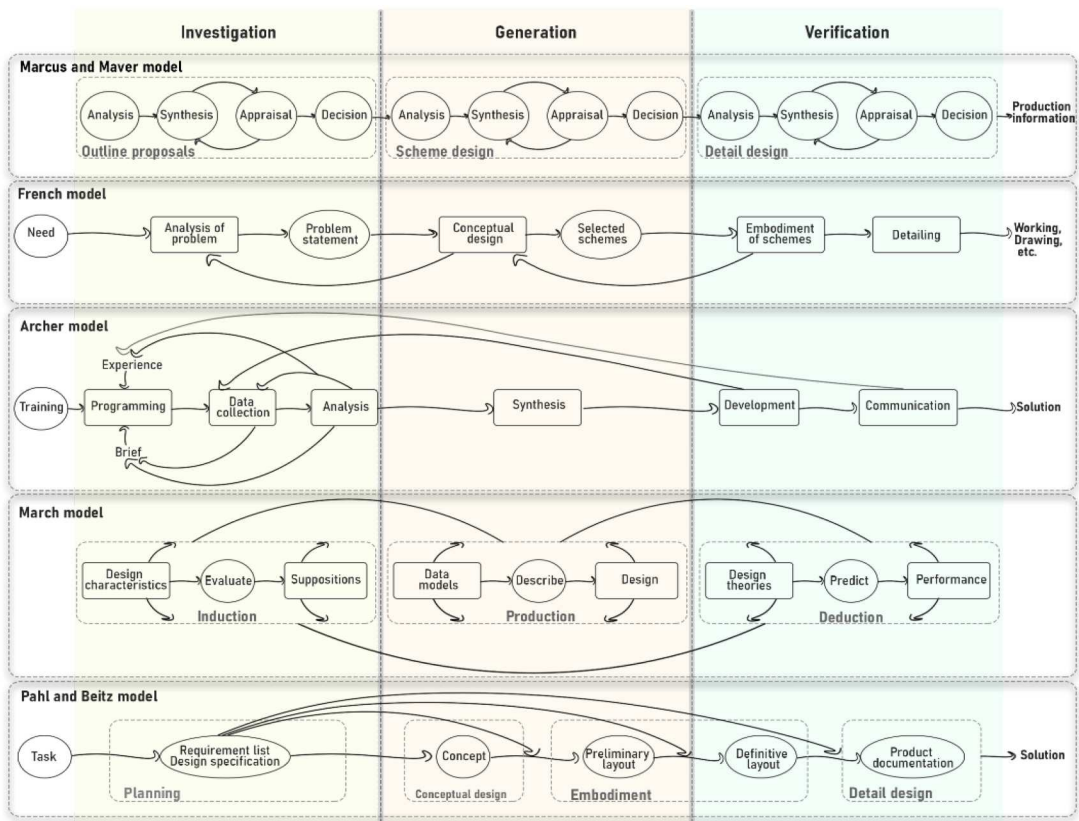 Investigation
Generation
Verification
Marcus and Maver model
Analysis
Synthesis
Appraisal
Decision
Outline proposals
Analysis
Synthesis
Appraisal
Decision
Scheme design
Analysis
Synthesis
Appraisal
Decision
Detail design
Production
information
French model
Need
Analysis of
problem
Problem
statement
Conceptual
design
Selected
schemes
Embodiment
of schemes
Detailing
Working,
Drawing,
etc.
Archer model
Experience
Training
Programming
Data
collection
Analysis
Brief
Synthesis
Development
Communication
Solution
March model
Design
characteristics
Evaluate
Suppositions
Induction
Data
models
Describe
Design
Production
Design
theories
Predict
Performance
Deduction
Pahl and Beitz model
Task
Requirement list
Design specification
Planning
Concept
Conceptual design
Preliminary
layout
Embodiment
Definitive
layout
Product
documentation
Detail design
Solution